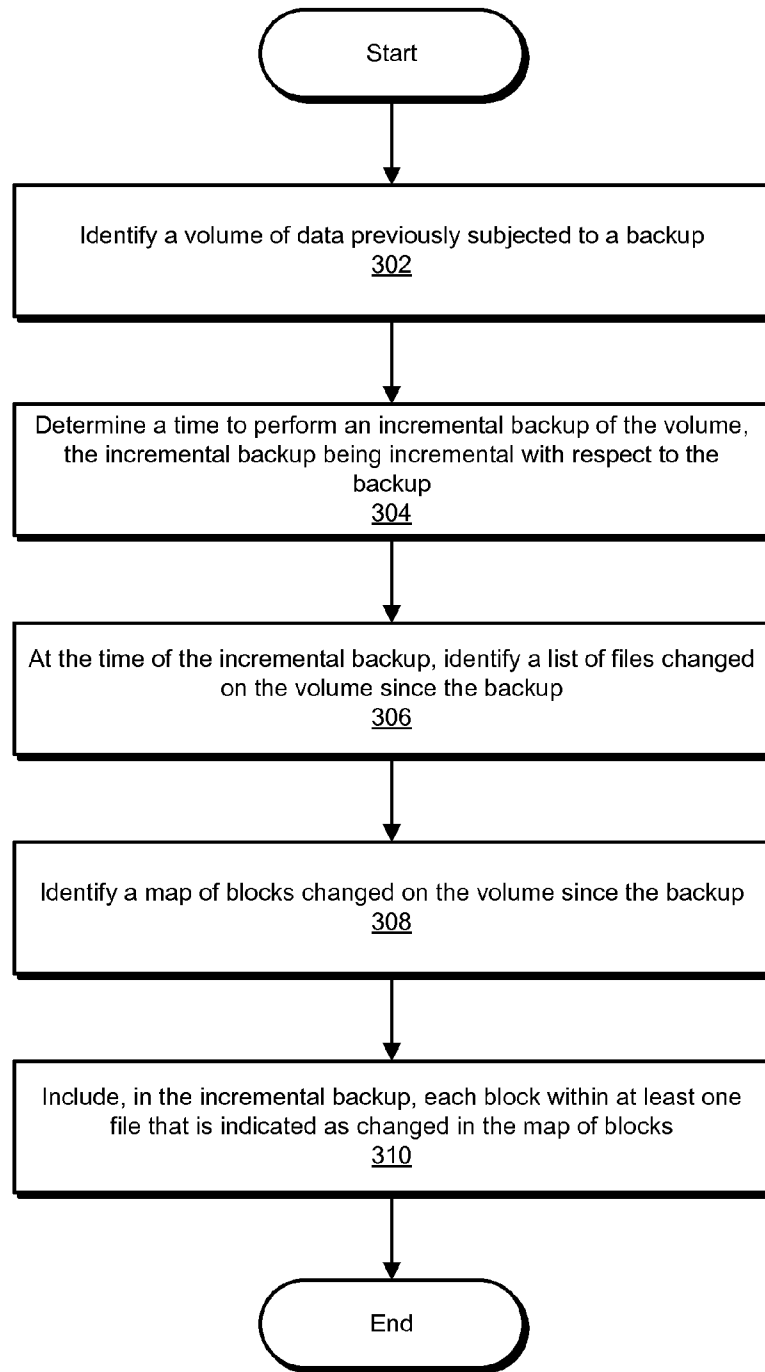 Start
Identify a volume of data previously subjected to a backup
302
Determine a time to perform an incremental backup of the volume,
the incremental backup being incremental with respect to the
backup
304
At the time of the incremental backup, identify a list of files changed
on the volume since the backup
306
Identify a map of blocks changed on the volume since the backup
308
Include, in the incremental backup, each block within at least one
file that is indicated as changed in the map of blocks
310
End